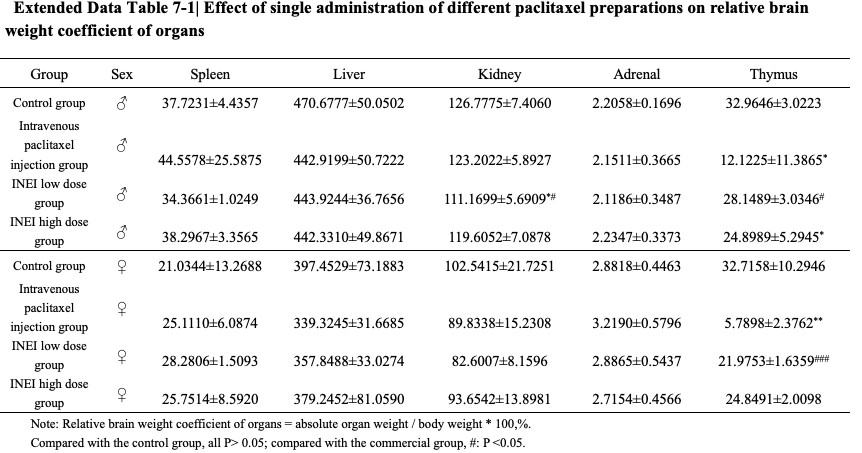 Extended Data Table 7-1| Effect of single administration of different paclitaxel preparations on relative brain
weight coefficient of organs
Group Sex Spleen Liver Kidney Adrenal Thymus
Control group ♂ 37.7231±4.4357 470.6777±50.0502 126.7775±7.4060 2.2058±0.1696 32.9646±3.0223
Intravenous
paclitaxel ♂
injection group 44.5578±25.5875 442.9199±50.7222 123.2022±5.8927 2.1511±0.3665 12.1225±11.3865*
INEI low dose
group ♂ 34.3661±1.0249 443.9244±36.7656 111.1699±5.6909*# 2.1186±0.3487 28.1489±3.0346#
INEI high dose
group ♂ 38.2967±3.3565 442.3310±49.8671 119.6052±7.0878 2.2347±0.3373 24.8989±5.2945*
Control group ♀ 21.0344±13.2688 397.4529±73.1883 102.5415±21.7251 2.8818±0.4463 32.7158±10.2946
Intravenous
paclitaxel ♀
injection group 25.1110±6.0874 339.3245±31.6685 89.8338±15.2308 3.2190±0.5796 5.7898±2.3762**
INEI low dose
group ♀ 28.2806±1.5093 357.8488±33.0274 82.6007±8.1596 2.8865±0.5437 21.9753±1.6359###
INEI high dose
group ♀ 25.7514±8.5920 379.2452±81.0590 93.6542±13.8981 2.7154±0.4566 24.8491±2.0098
Note: Relative brain weight coefficient of organs = absolute organ weight / body weight * 100,%.
Compared with the control group, all P> 0.05; compared with the commercial group, #: P <0.05.